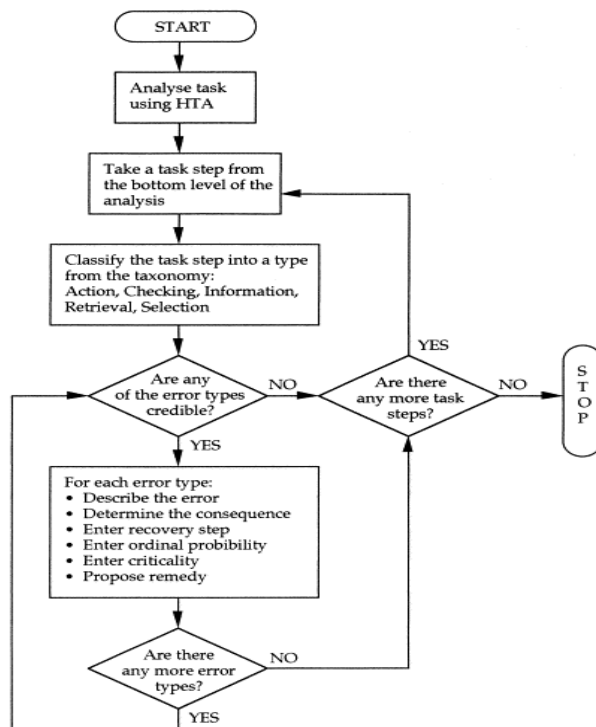 START
Analyse task
using HTA
Take a task step from
the bottom level of the
analysis
Classify the task step into a type
from the taxonomy:
Action, Checking, Information,
Retrieval, Selection
Are any
of the error types
credible?
NO
YES
Are there
any more task
steps?
YES
NO
STOP
For each error type:
• Describe the error
• Determine the consequence
• Enter recovery step
• Enter ordinal probibility
• Enter criticality
• Propose remedy
Are there
any more error
types?
NO
YES